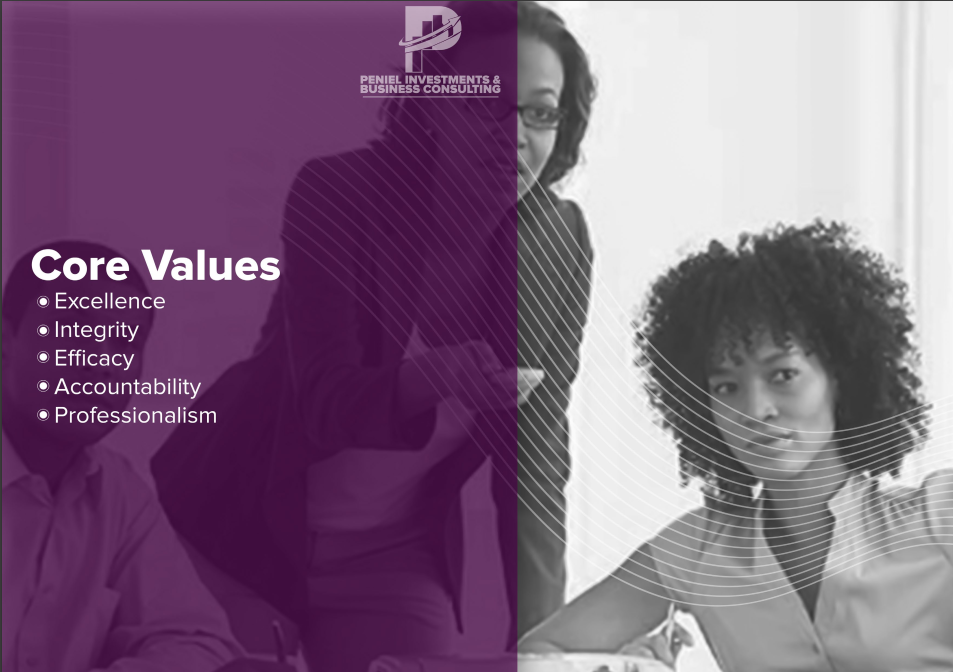 PENIEL INVESTMENTS &
BUSINESS CONSULTING
Core Values
Excellence
Integrity
Efficacy
Accountability
Professionalism